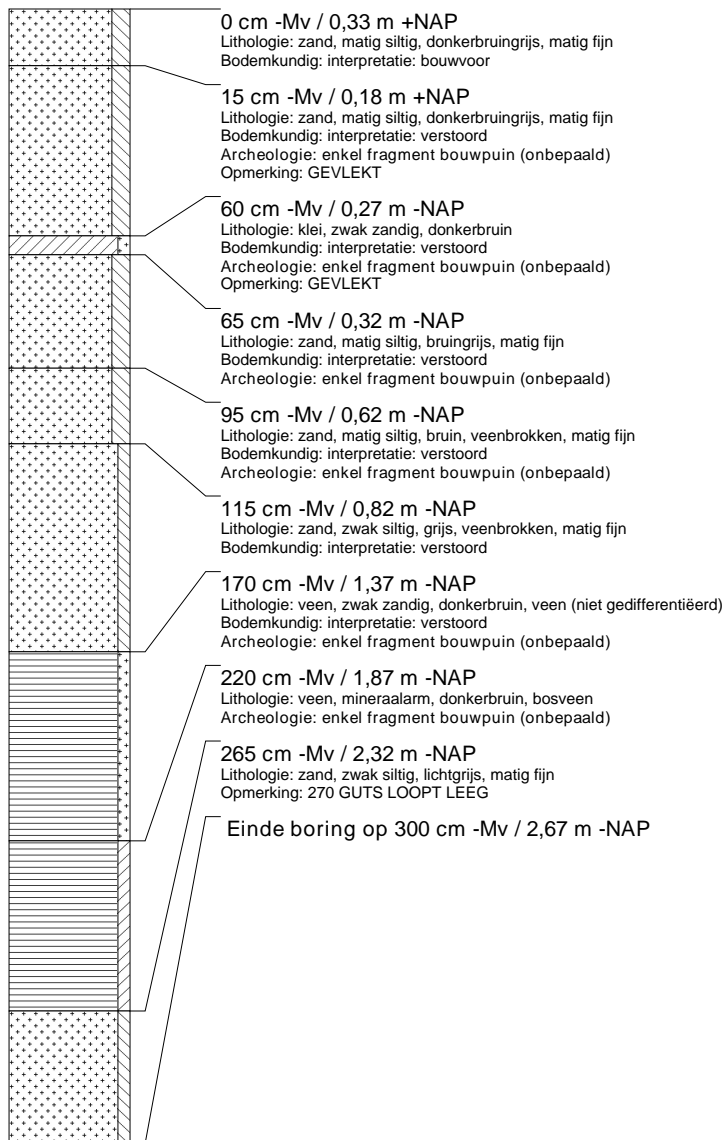 0 cm -Mv / 0,33 m +NAP
Lithologie: zand, matig siltig, donkerbruingrijs, matig fijn
Bodemkundig: interpretatie: bouwvoor
15 cm -Mv / 0,18 m +NAP
Lithologie: zand, matig siltig, donkerbruingrijs, matig fijn
Bodemkundig: interpretatie: verstoord
Archeologie: enkel fragment bouwpuin (onbepaald)
Opmerking: GEVLEKT
60 cm -Mv / 0,27 m -NAP
Lithologie: klei, zwak zandig, donkerbruin
Bodemkundig: interpretatie: verstoord
Archeologie: enkel fragment bouwpuin (onbepaald)
Opmerking: GEVLEKT
65 cm -Mv / 0,32 m -NAP
Lithologie: zand, matig siltig, bruingrijs, matig fijn
Bodemkundig: interpretatie: verstoord
Archeologie: enkel fragment bouwpuin (onbepaald)
95 cm -Mv / 0,62 m -NAP
Lithologie: zand, matig siltig, bruin, veenbrokken, matig fijn
Bodemkundig: interpretatie: verstoord
Archeologie: enkel fragment bouwpuin (onbepaald)
115 cm -Mv / 0,82 m -NAP
Lithologie: zand, zwak siltig, grijs, veenbrokken, matig fijn
Bodemkundig: interpretatie: verstoord
170 cm -Mv / 1,37 m -NAP
Lithologie: veen, zwak zandig, donkerbruin, veen (niet gedifferentiëerd)
Bodemkundig: interpretatie: verstoord
Archeologie: enkel fragment bouwpuin (onbepaald)
220 cm -Mv / 1,87 m -NAP
Lithologie: veen, mineraalarm, donkerbruin, bosveen
Archeologie: enkel fragment bouwpuin (onbepaald)
265 cm -Mv / 2,32 m -NAP
Lithologie: zand, zwak siltig, lichtgrijs, matig fijn
Opmerking: 270 GUTS LOOPT LEEG
Einde boring op 300 cm -Mv / 2,67 m -NAP